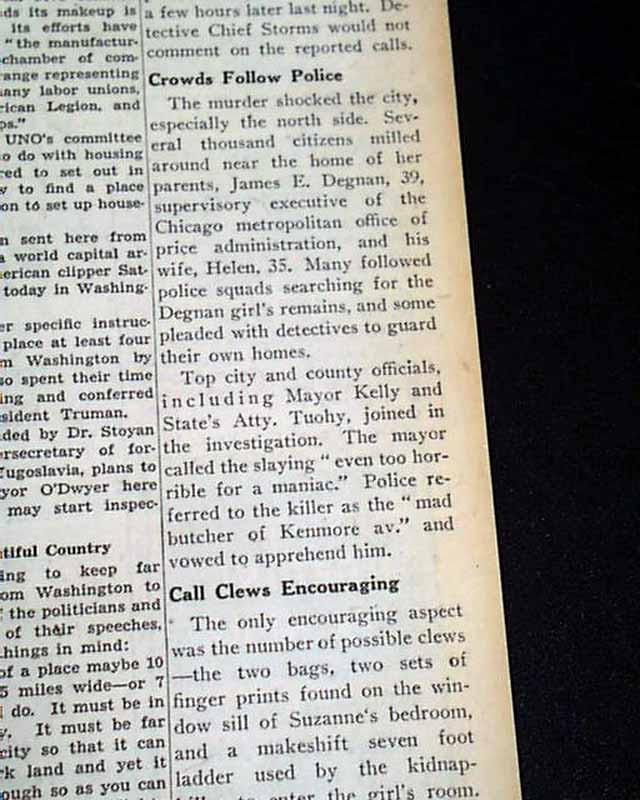 ds its makeup is
its efforts have
"the manufactur-
chamber of com-
ange representing
any labor unions,
rican Legion, and
ps."
UNO's committee
o do with housing
red to set out in
y to find a place
on to set up house-
n sent here from
a world capital ar-
erican clipper Sat-
today in Washing-
er specific instruc-
place at least four
m Washington by
so spent their time
ing and conferred
sident Truman.
ded by Dr. Stoyan
ersecretary of for-
Yugoslavia, plans to
yor O'Dwyer here
may start inspec-
tiful Country
ing to keep far
om Washington to
the politicians and
of their speeches,
hings in mind:
of a place maybe 10
5 miles wide—or 7
l do. It must be in
y. It must be far
city so that it can
k land and yet it
ough so as you can
a few hours later last night. De-
tective Chief Storms would not
comment on the reported calls.
Crowds Follow Police
The murder shocked the city,
especially the north side. Sev-
eral thousand citizens milled
around near the home of her
parents, James E. Degnan, 39,
supervisory executive of the
Chicago metropolitan office of
price administration, and his
wife, Helen, 35. Many followed
police squads searching for the
Degnan girl's remains, and some
pleaded with detectives to guard
their own homes.
Top city and county officials,
including Mayor Kelly and
State's Atty. Tuohy, joined in
the investigation. The mayor
called the slaying "even too hor-
rible for a maniac." Police re-
ferred to the killer as the "mad
butcher of Kenmore av." and
vowed to apprehend him.
Call Clews Encouraging
The only encouraging aspect
was the number of possible clews
—the two bags, two sets of
finger prints found on the win-
dow sill of Suzanne's bedroom,
and a makeshift seven foot
ladder used by the kidnap-
to enter the girl's room.